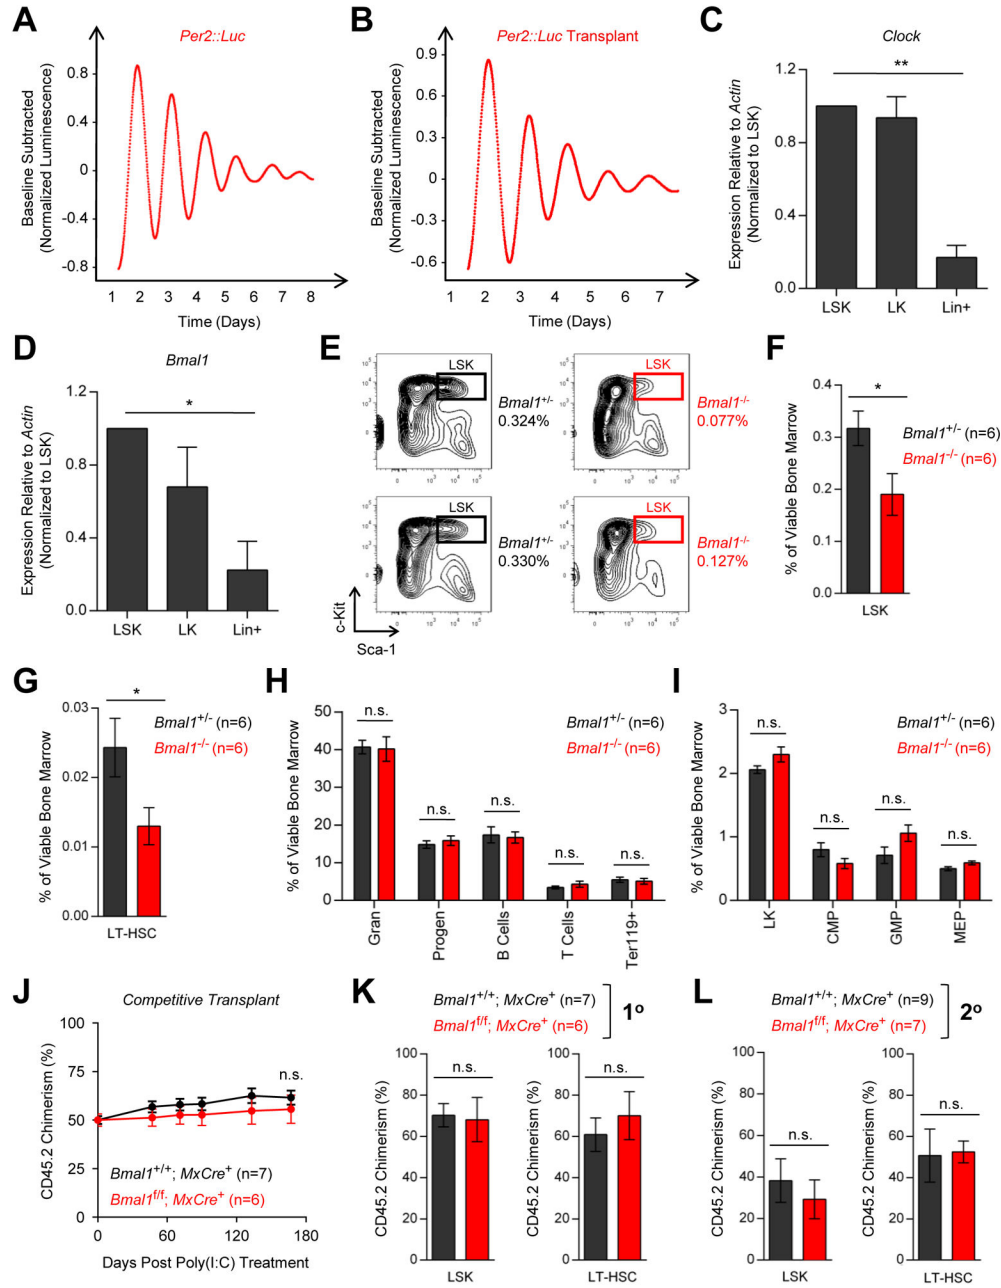 A
Per2::Luc
Baseline Subtracted
(Normalized Luminescence)
0.8
0.4
0
-0.4
-0.8
1 2 3 4 5 6 7 8
Time (Days)
B
Per2::Luc Transplant
Baseline Subtracted
(Normalized Luminescence)
0.9
0.6
0.3
0
-0.3
-0.6
1 2 3 4 5 6 7
Time (Days)
C
Clock
**
Expression Relative to Actin
(Normalized to LSK)
1.2
0.8
0.4
0.0
LSK LK Lin+
D
Bmal1
*
Expression Relative to Actin
(Normalized to LSK)
1.2
0.8
0.4
0.0
LSK LK Lin+
E
LSK
Bmal1+/-
0.324%
LSK
Bmal1-/-
0.077%
LSK
Bmal1+/-
0.330%
LSK
Bmal1-/-
0.127%
c-Kit
Sca-1
F
*
Bmal1+/- (n=6)
Bmal1-/- (n=6)
% of Viable Bone Marrow
0.4
0.3
0.2
0.1
0.0
LSK
G
*
Bmal1+/- (n=6)
Bmal1-/- (n=6)
% of Viable Bone Marrow
0.03
0.02
0.01
0.00
LT-HSC
H
Bmal1+/- (n=6)
Bmal1-/- (n=6)
% of Viable Bone Marrow
50
40
30
20
10
0
n.s. n.s. n.s. n.s. n.s.
Gran Progen B Cells T Cells Ter119+
I
Bmal1+/- (n=6)
Bmal1-/- (n=6)
% of Viable Bone Marrow
3
2
1
0
n.s. n.s. n.s. n.s.
LK CMP GMP MEP
J
Competitive Transplant
CD45.2 Chimerism (%)
100
75
50
25
0
n.s.
Bmal1+/+; MxCre+ (n=7)
Bmal1f/f; MxCre+ (n=6)
0 60 120 180
Days Post Poly(I:C) Treatment
K
Bmal1+/+; MxCre+ (n=7)
Bmal1f/f; MxCre+ (n=6)
1o
CD45.2 Chimerism (%)
100
80
60
40
20
0
n.s.
LSK
CD45.2 Chimerism (%)
100
80
60
40
20
0
n.s.
LT-HSC
L
Bmal1+/+; MxCre+ (n=9)
Bmal1f/f; MxCre+ (n=7)
2o
CD45.2 Chimerism (%)
100
80
60
40
20
0
n.s.
LSK
CD45.2 Chimerism (%)
100
80
60
40
20
0
n.s.
LT-HSC